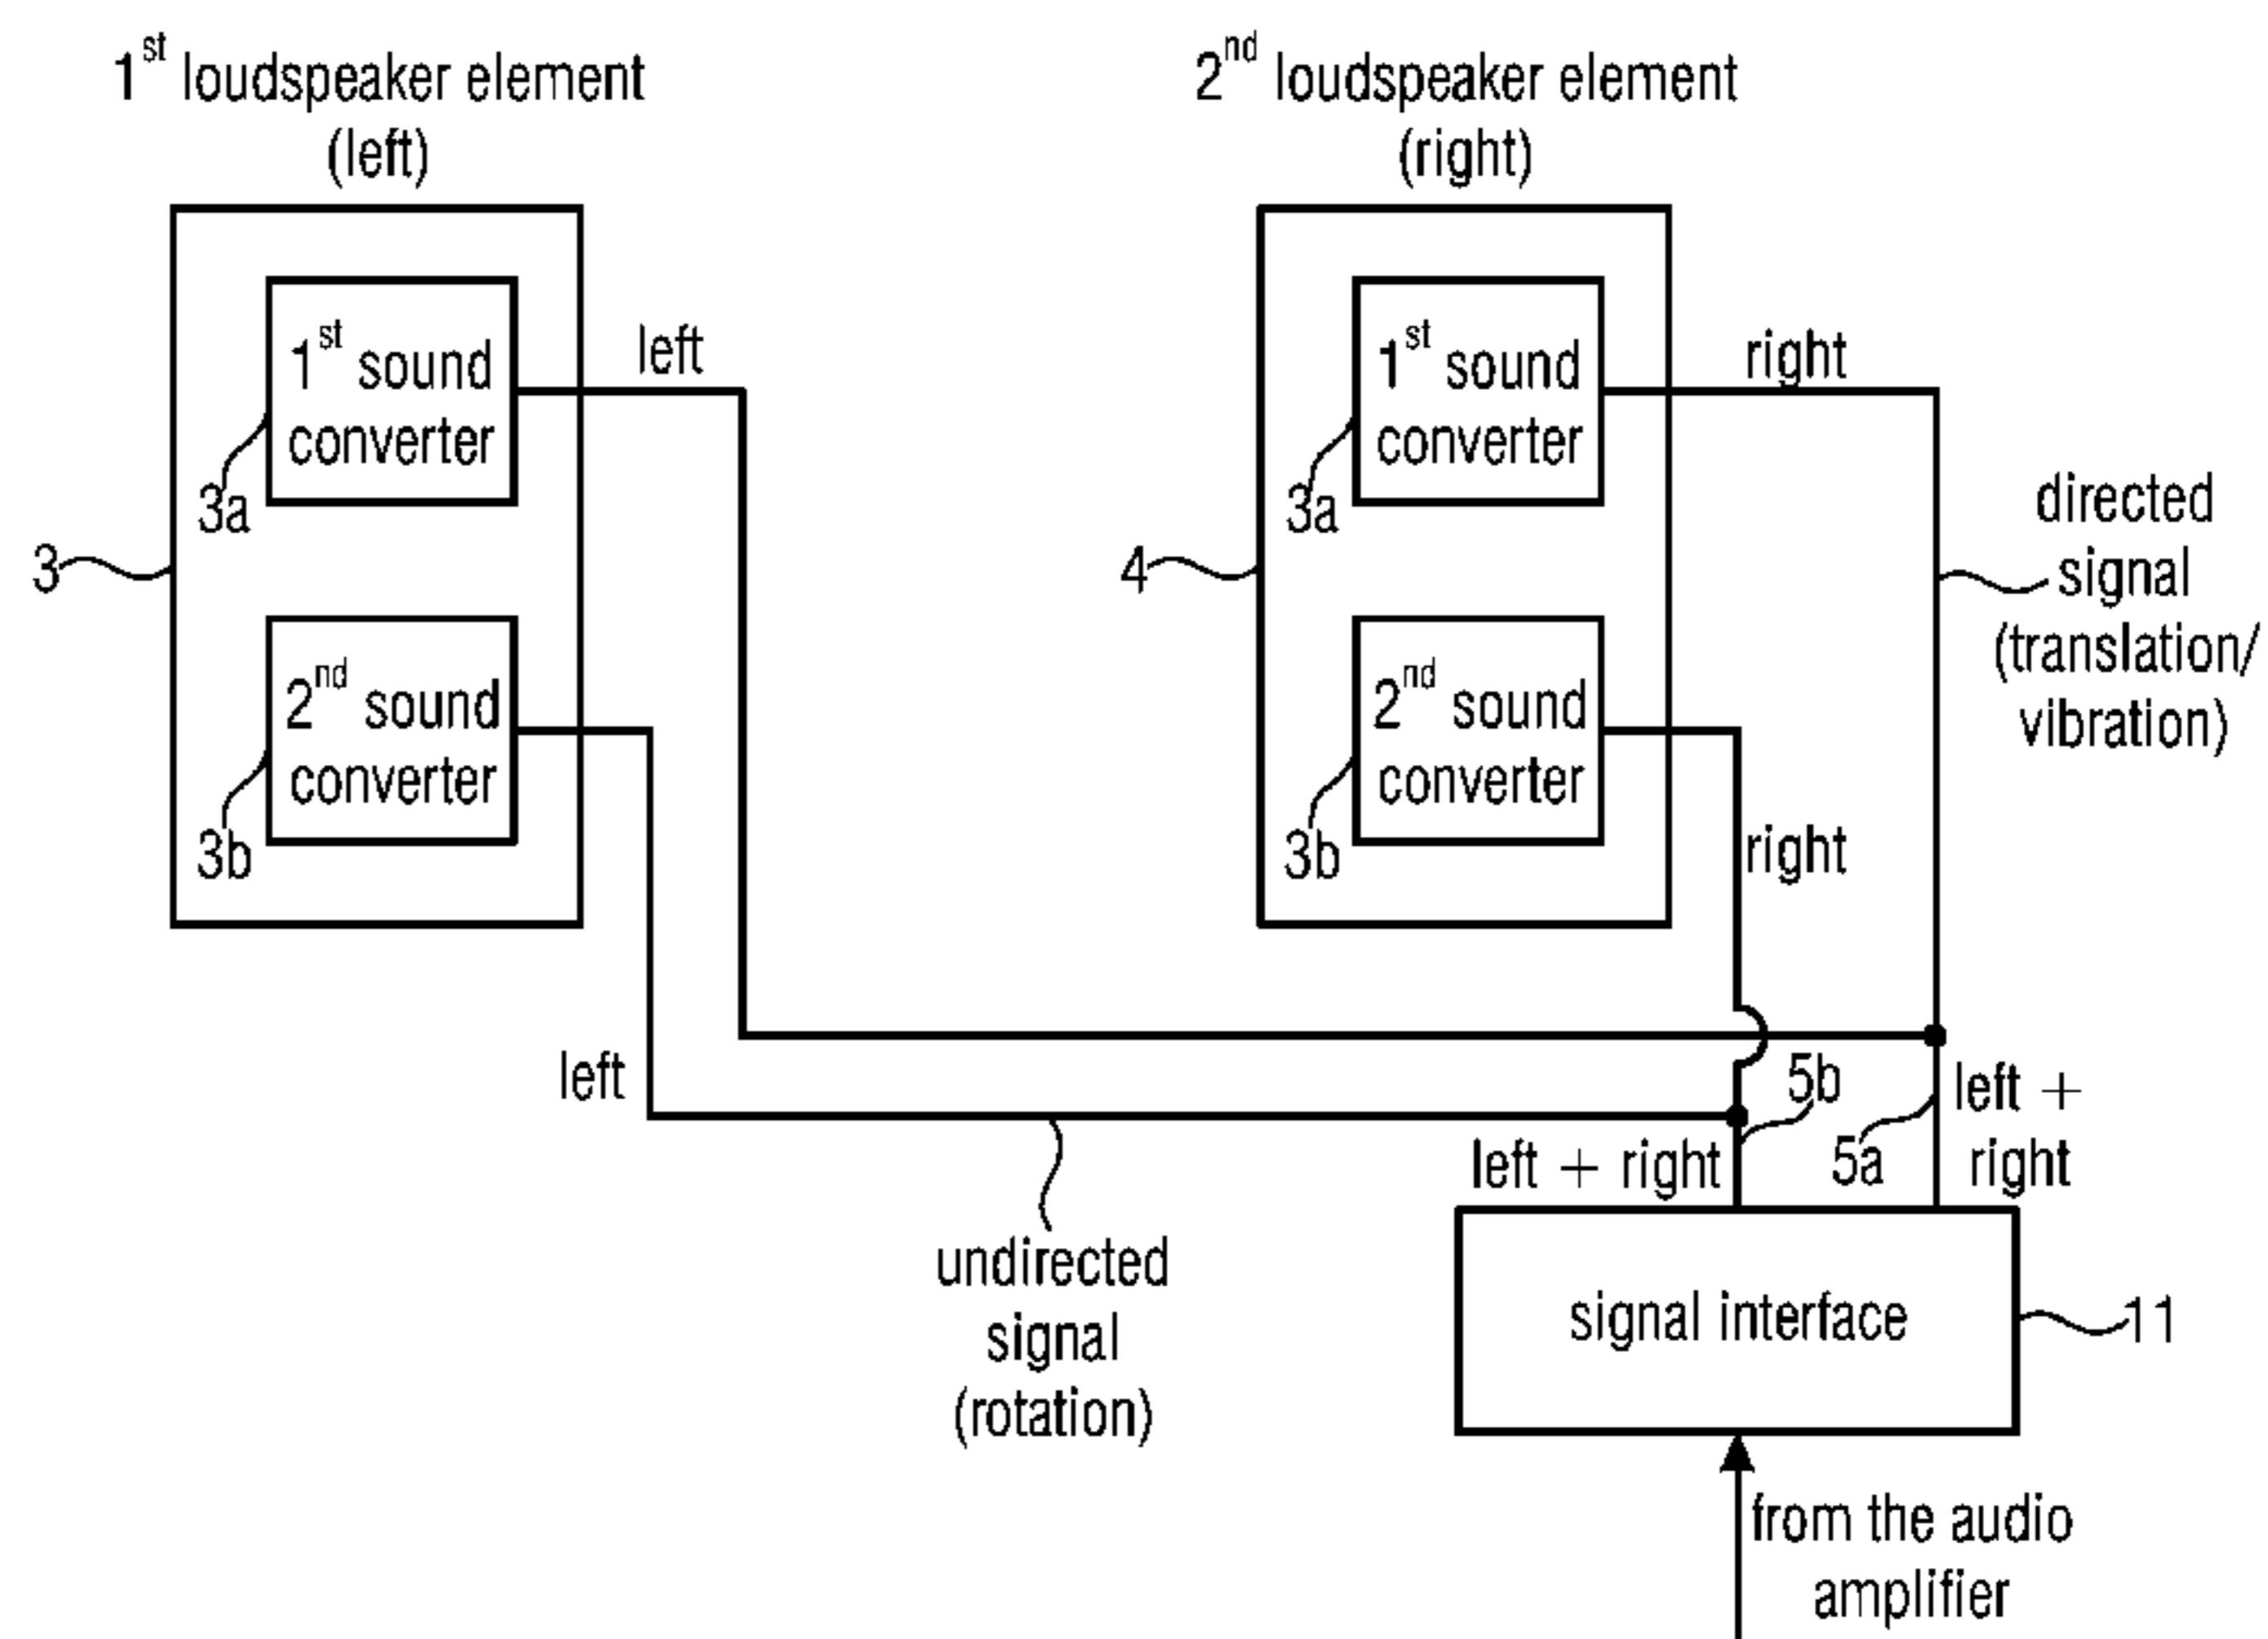 1st loudspeaker element
(left)
2nd loudspeaker element
(right)
1st sound
converter
left
3a
3
2nd sound
converter
3b
left
1st sound
converter
right
3a
4
2nd sound
converter
3b
right
directed
signal
(translation/
vibration)
undirected
signal
(rotation)
5b
left + right
5a
left +
right
signal interface
11
from the audio
amplifier